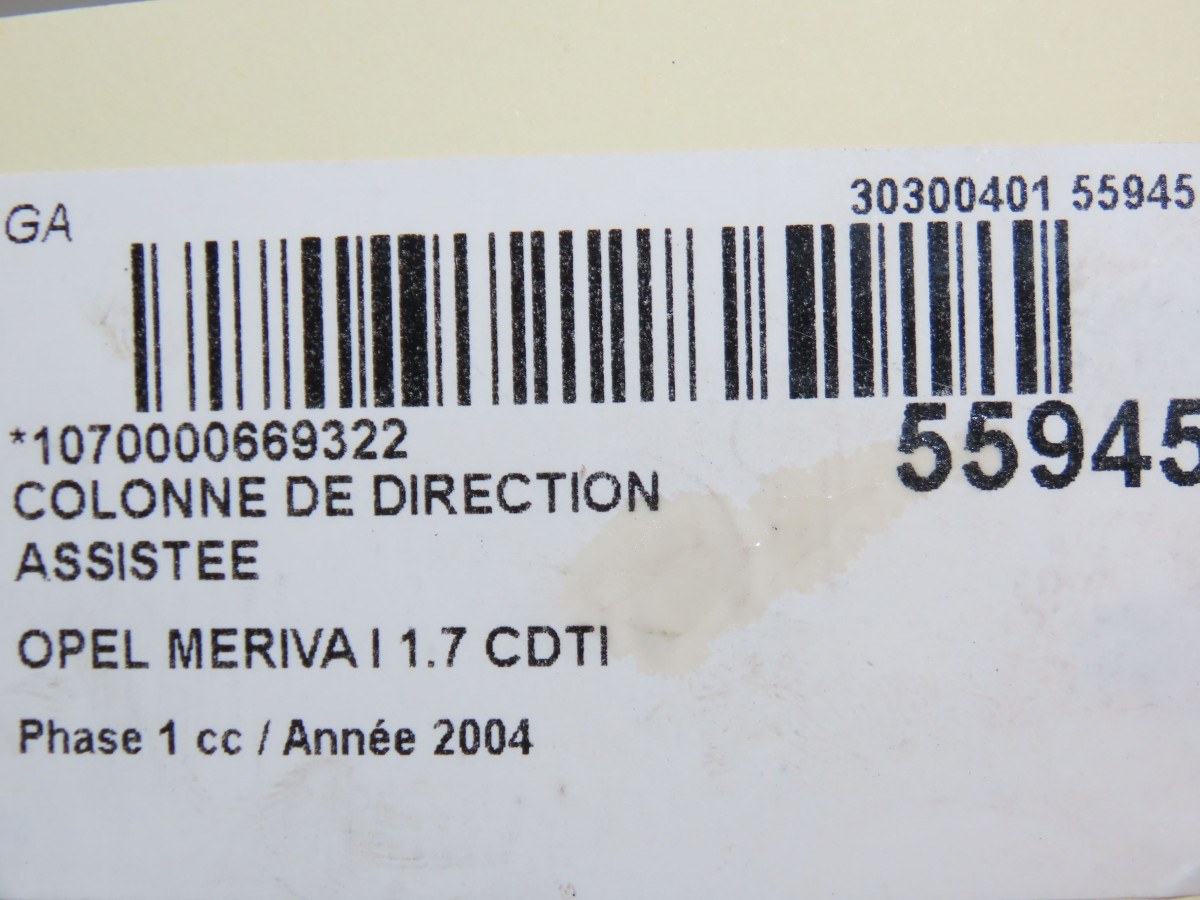 GA
30300401 55945
*1070000669322
55945
COLONNE DE DIRECTION
ASSISTEE
OPEL MERIVA I 1.7 CDTI
Phase 1 cc / Année 2004